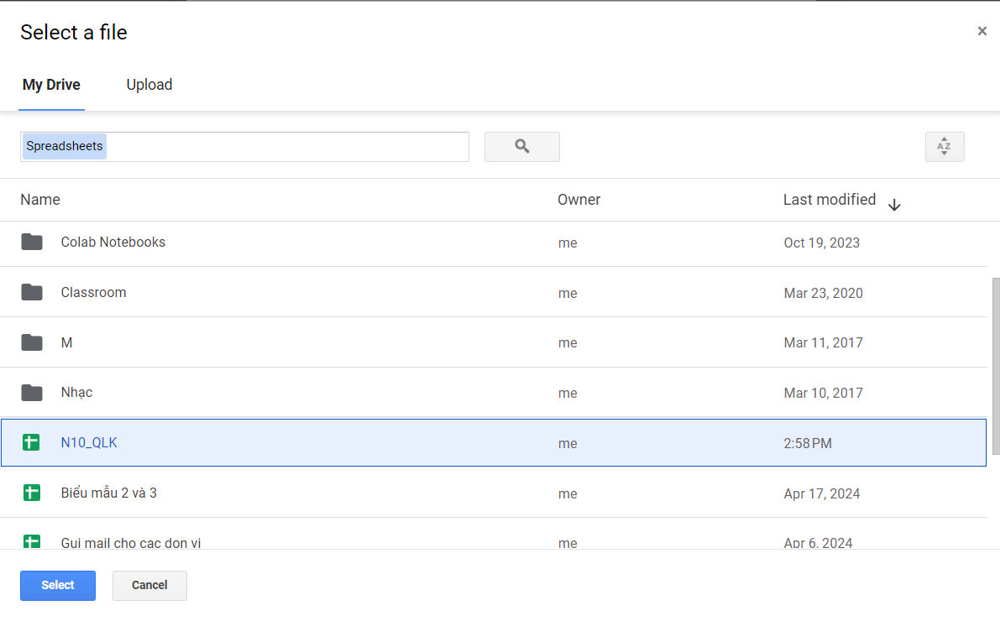 Select a file
×
My Drive Upload
Spreadsheets
AZ
Name Owner Last modified
Colab Notebooks me Oct 19, 2023
Classroom me Mar 23, 2020
M me Mar 11, 2017
Nhạc me Mar 10, 2017
N10_QLK me 2:58 PM
Biểu mẫu 2 và 3 me Apr 17, 2024
Gui mail cho cac don vi me Apr 6, 2024
Select Cancel